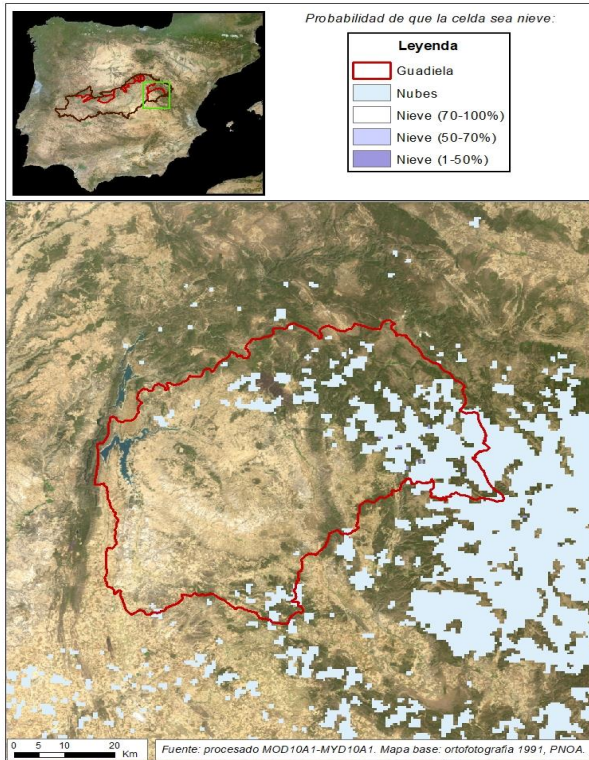 Probabilidad de que la celda sea nieve:
Leyenda
Guadiela
Nubes
Nieve (70-100%)
Nieve (50-70%)
Nieve (1-50%)
0 5 10 20
Km
Fuente: procesado MOD10A1-MYD10A1. Mapa base: ortofotografia 1991, PNOA.